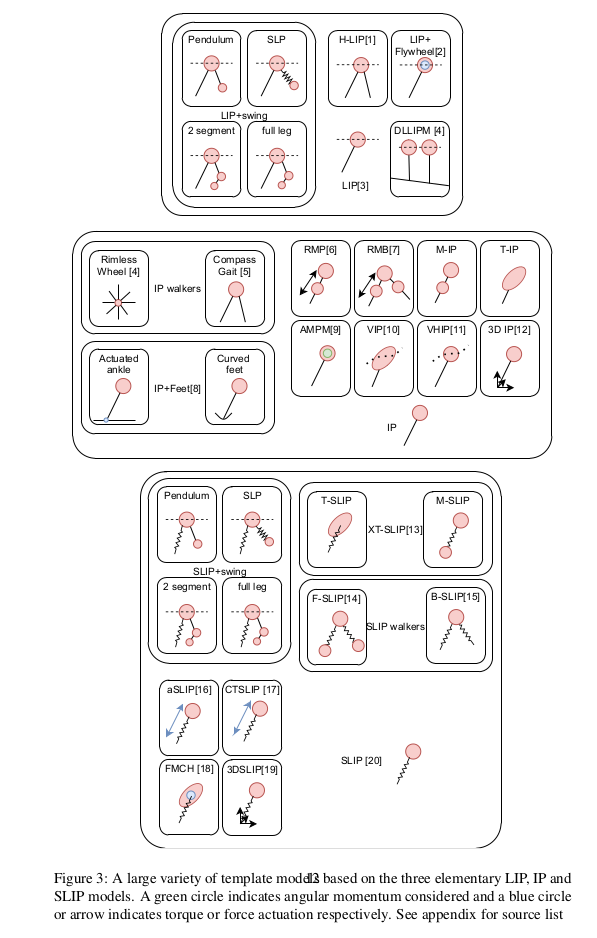 Pendulum
SLP
H-LIP[1]
LIP+
Flywheel[2]
LIP+swing
2 segment
full leg
LIP[3]
DLLIPM [4]
Rimless
Wheel [4]
IP walkers
Compass
Gait [5]
RMP[6]
RMB[7]
M-IP
T-IP
Actuated
ankle
IP+Feet[8]
Curved
feet
AMPM[9]
VIP[10]
VHIP[11]
3D IP[12]
IP
Pendulum
SLP
SLIP+swing
2 segment
full leg
T-SLIP
XT-SLIP[13]
M-SLIP
F-SLIP[14]
SLIP walkers
B-SLIP[15]
aSLIP[16]
CTSLIP [17]
FMCH [18]
3DSLIP[19]
SLIP [20]
Figure 3: A large variety of template models based on the three elementary LIP, IP and
SLIP models. A green circle indicates angular momentum considered and a blue circle
or arrow indicates torque or force actuation respectively. See appendix for source list
12